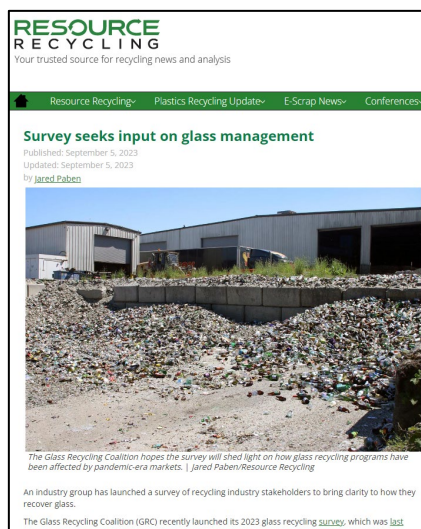 RESOURCE
RECYCLING
Your trusted source for recycling news and analysis
Resource Recycling Plastics Recycling Update E-Scrap News Conferences
Survey seeks input on glass management
Published: September 5, 2023
Updated: September 5, 2023
by Jared Paben
The Glass Recycling Coalition hopes the survey will shed light on how glass recycling programs have
been affected by pandemic-era markets. | Jared Paben/Resource Recycling
An industry group has launched a survey of recycling industry stakeholders to bring clarity to how they
recover glass.
The Glass Recycling Coalition (GRC) recently launched its 2023 glass recycling survey, which was last